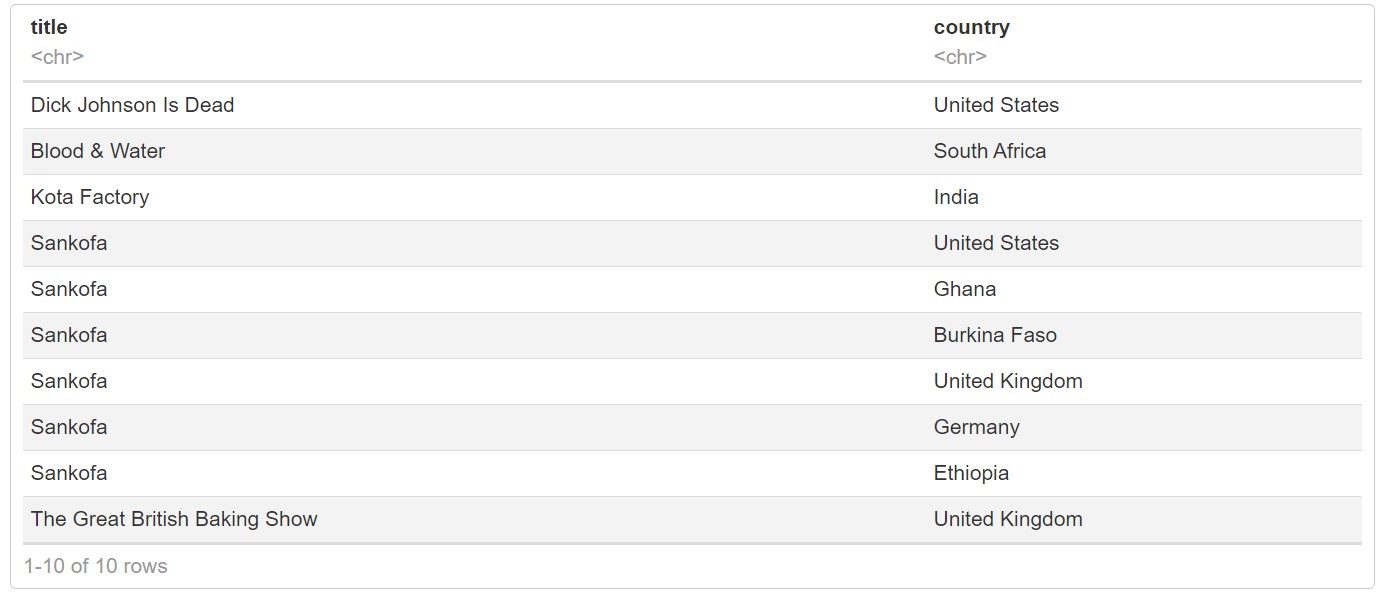 title country
<chr> <chr>
Dick Johnson Is Dead United States
Blood & Water South Africa
Kota Factory India
Sankofa United States
Sankofa Ghana
Sankofa Burkina Faso
Sankofa United Kingdom
Sankofa Germany
Sankofa Ethiopia
The Great British Baking Show United Kingdom
1-10 of 10 rows